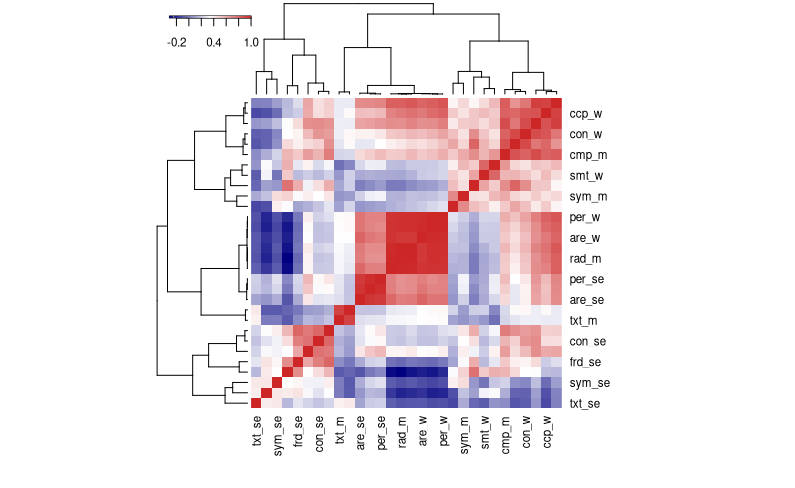 -0.2 0.4 1.0
ccp_w
con_w
cmp_m
smt_w
sym_m
per_w
are_w
rad_m
per_se
are_se
txt_m
con_se
frd_se
sym_se
txt_se
txt_se sym_se frd_se con_se txt_m are_se per_se rad_m are_w per_w sym_m smt_w cmp_m con_w ccp_w